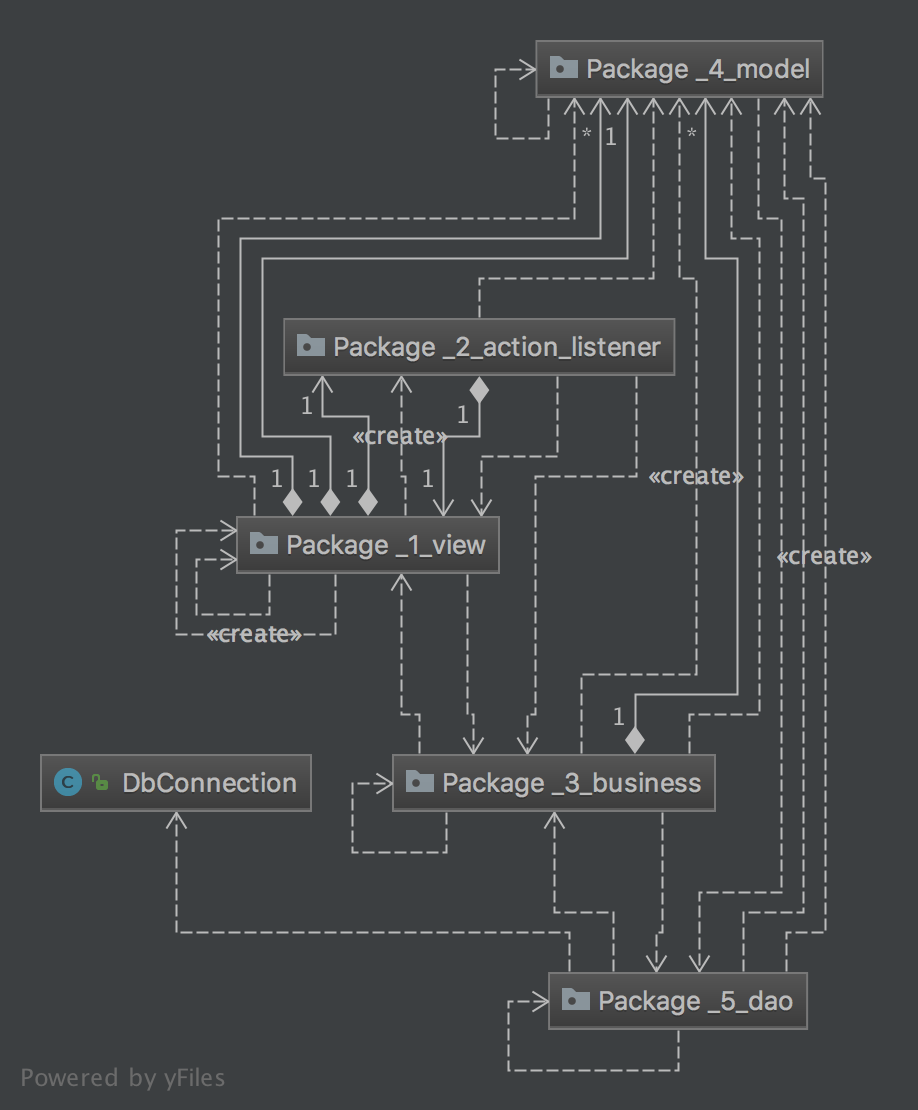 Package _4_model
* 1 *
Package _2_action_listener
1 1
«create»
1 1 1 1
«create»
Package _1_view
«create»
«create»
1
C DbConnection
Package _3_business
Package _5_dao
Powered by yFiles